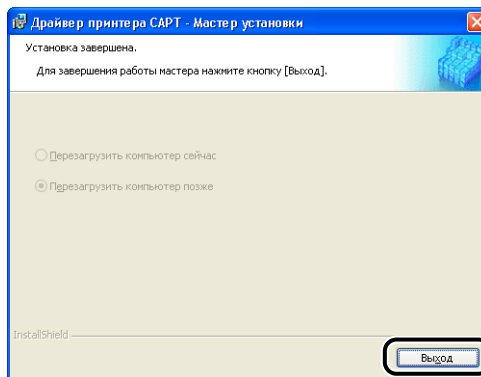 Драйвер принтера CAPT - Мастер установки
Установка завершена.
Для завершения работы мастера нажмите кнопку [Выход].
Перезагрузить компьютер сейчас
Перезагрузить компьютер позже
InstallShield
Выход